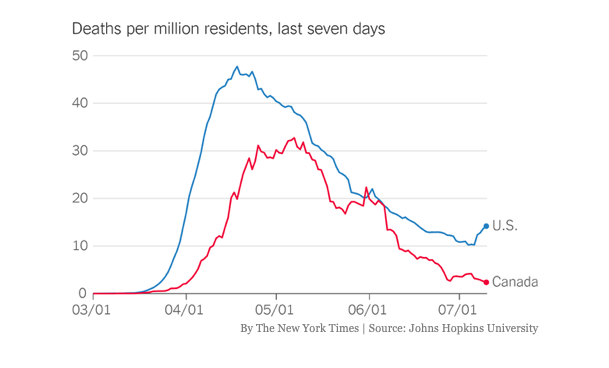 Deaths per million residents, last seven days
50
40
30
20
10
0
U.S.
Canada
03/01 04/01 05/01 06/01 07/01
By The New York Times | Source: Johns Hopkins University